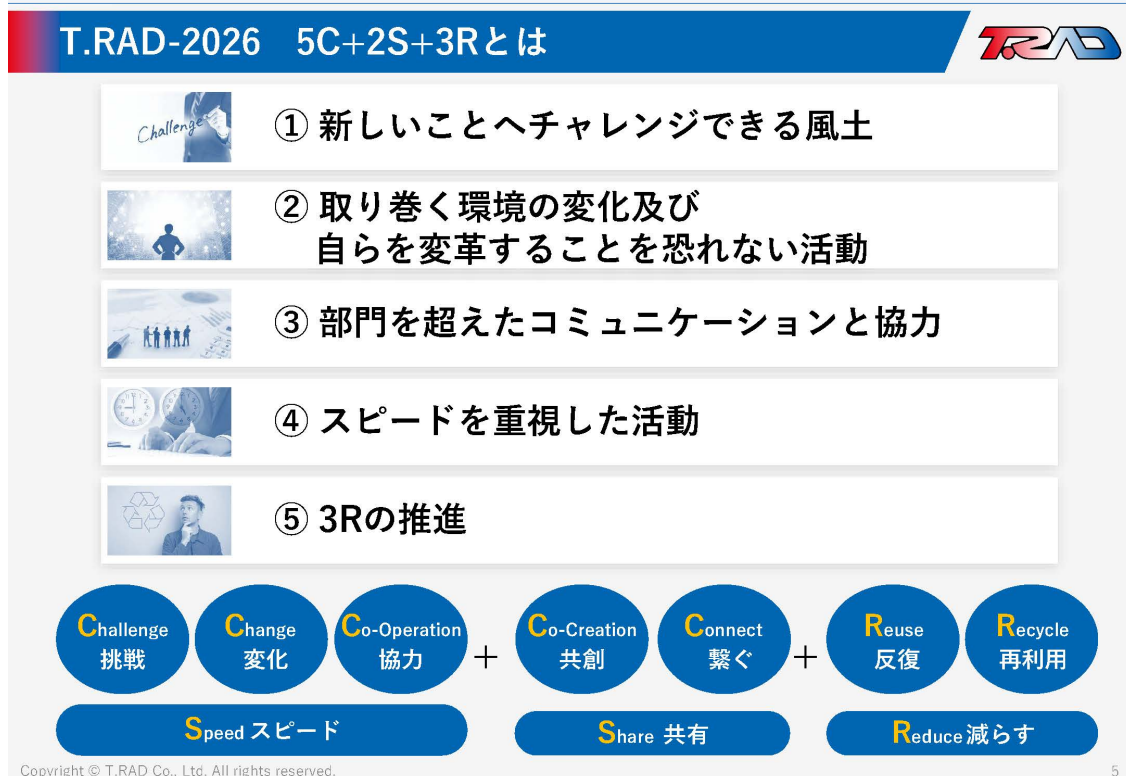 T.RAD-2026 5C+2S+3Rとは
T.RAD
Challenge
① 新しいことへチャレンジできる風土
② 取り巻く環境の変化及び
自らを変革することを恐れない活動
③ 部門を超えたコミュニケーションと協力
④ スピードを重視した活動
⑤ 3Rの推進
Challenge
挑戦
Change
変化
Co-Operation
協力
+
Co-Creation
共創
Connect
繋ぐ
+
Reuse
反復
Recycle
再利用
Speed スピード
Share 共有
Reduce 減らす
Copyright © T.RAD Co., Ltd. All rights reserved.
5